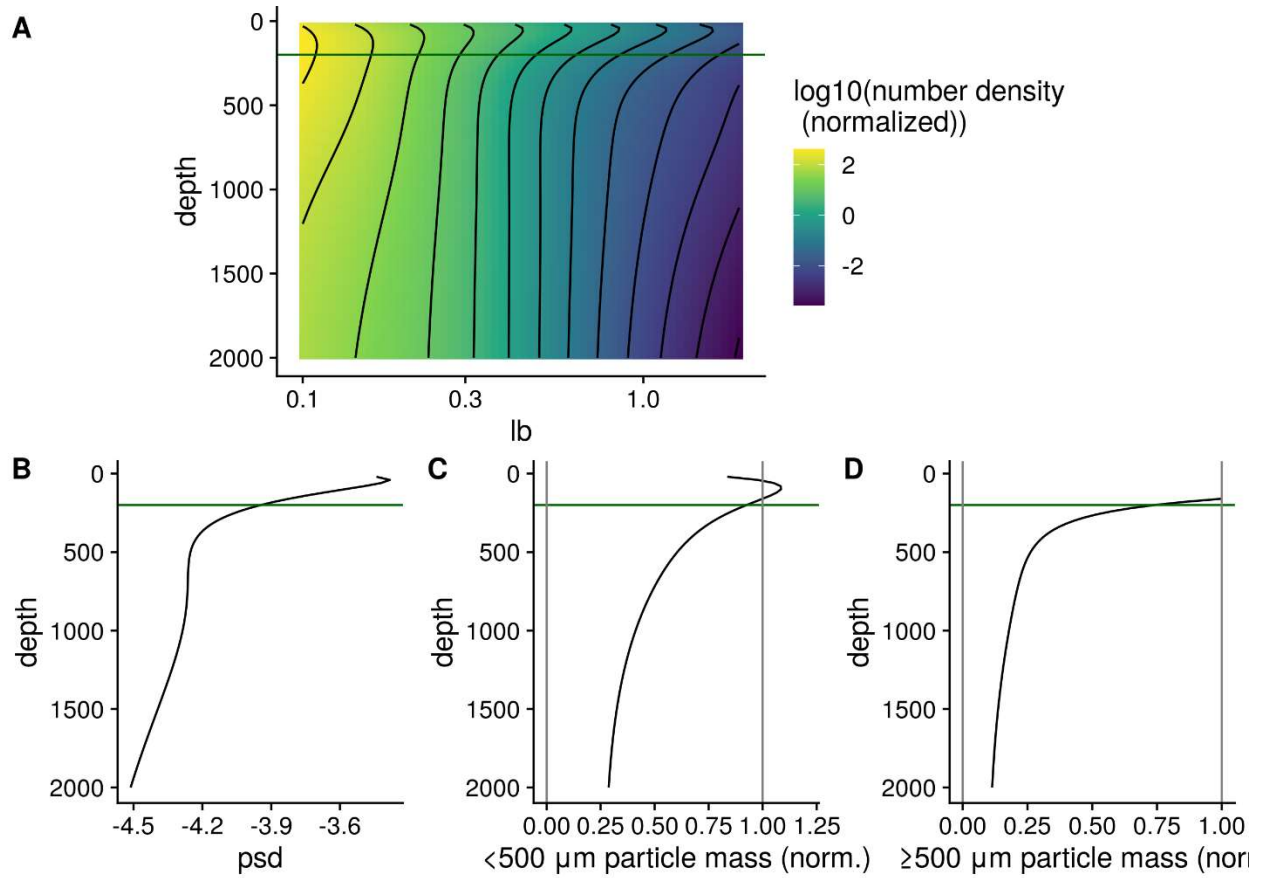 A
0
500
1000
1500
2000
depth
0.1 0.3 1.0
lb
log10(number density
(normalized))
2
0
-2
B
0
500
1000
1500
2000
depth
-4.5 -4.2 -3.9 -3.6
psd
C
0
500
1000
1500
2000
depth
0.00 0.25 0.50 0.75 1.00 1.25
<500 µm particle mass (norm.)
D
0
500
1000
1500
2000
depth
0.00 0.25 0.50 0.75 1.00
≥500 µm particle mass (nor